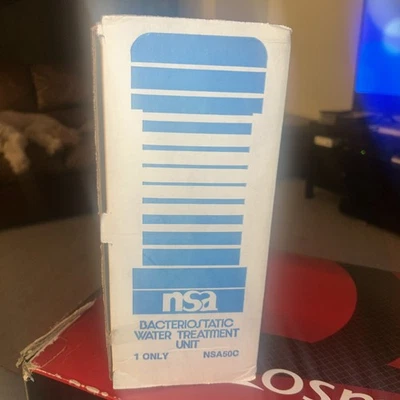 nsa
BACTERIOSTATIC
WATER TREATMENT
UNIT
1 ONLY NSA50C